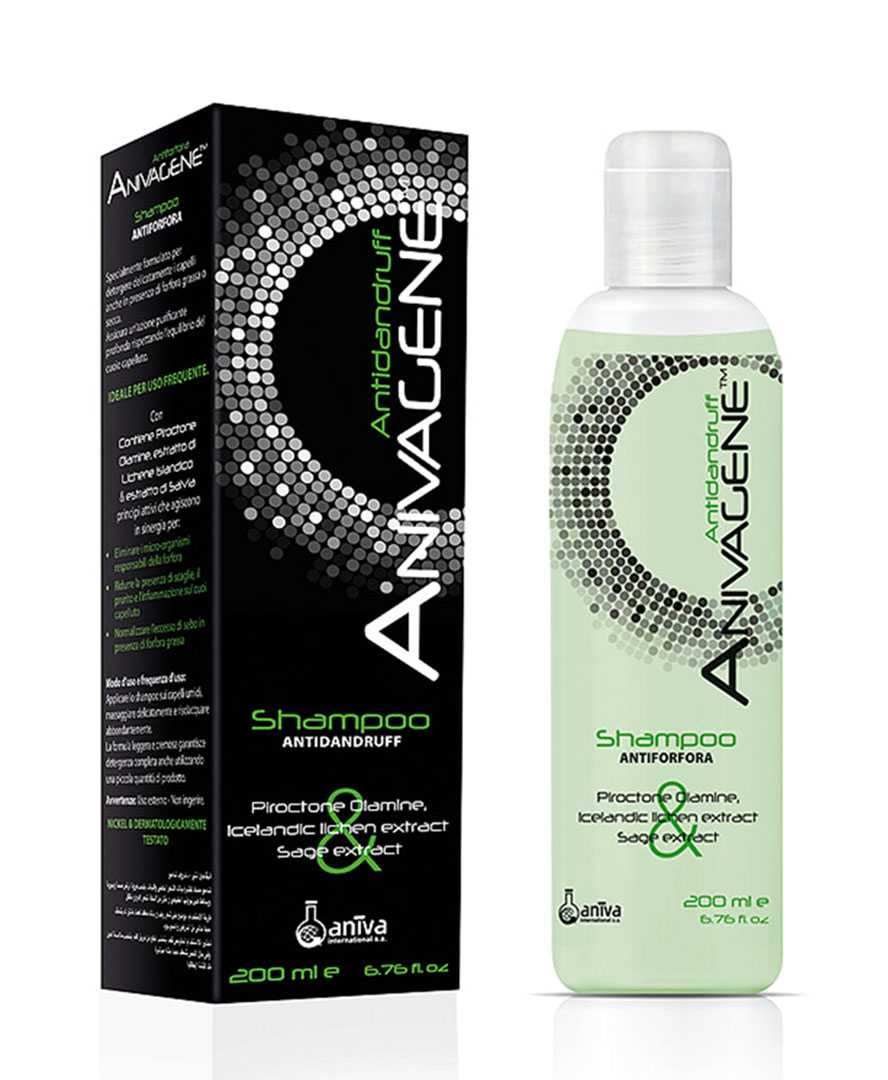 Antiforfora
ANIVAGENE™
Shampoo
ANTIFORFORA
Specialmente formulato per
detergere delicatamente i capelli
anche in presenza di forfora grassa o
secca.
Assicura un'azione purificante
profonda rispettando l'equilibrio del
cuoio capelluto.
IDEALE PER USO FREQUENTE.
Con
Contiene Piroctone
Olamine, estratto di
Lichene Islandico
& estratto di Salvia
principi attivi che agiscono
in sinergia per:
• Eliminare i micro-organismi
responsabili della forfora
• Ridurre la presenza di scaglie, il
prurito e l'infiammazione sul cuoi
capelluto
• Normalizzare l'eccesso di sebo in
presenza di forfora grassa
Modo d'uso e frequenza d'uso:
Applicare lo shampoo sui capelli umidi,
massaggiare delicatamente e risciacquare
abbondantemente.
La formula leggera e cremosa garantisce
detergenza completa anche utilizzando
una piccola quantità di prodotto.
Avvertenza: Uso esterno - Non ingerire.
NICKEL & DERMATOLOGICAMENTE
TESTATO
Antidandruff
ANIVAGENE™
Shampoo
ANTIDANDRUFF
Piroctone Olamine,
Icelandic lichen extract
&
Sage extract
anīva
international s.a.
200 ml e 6.76 fl oz
Antidandruff
ANIVAGENE™
Shampoo
ANTIFORFORA
Piroctone Olamine,
Icelandic lichen extract
&
Sage extract
anīva
international s.a.
200 ml e
6.76 fl oz